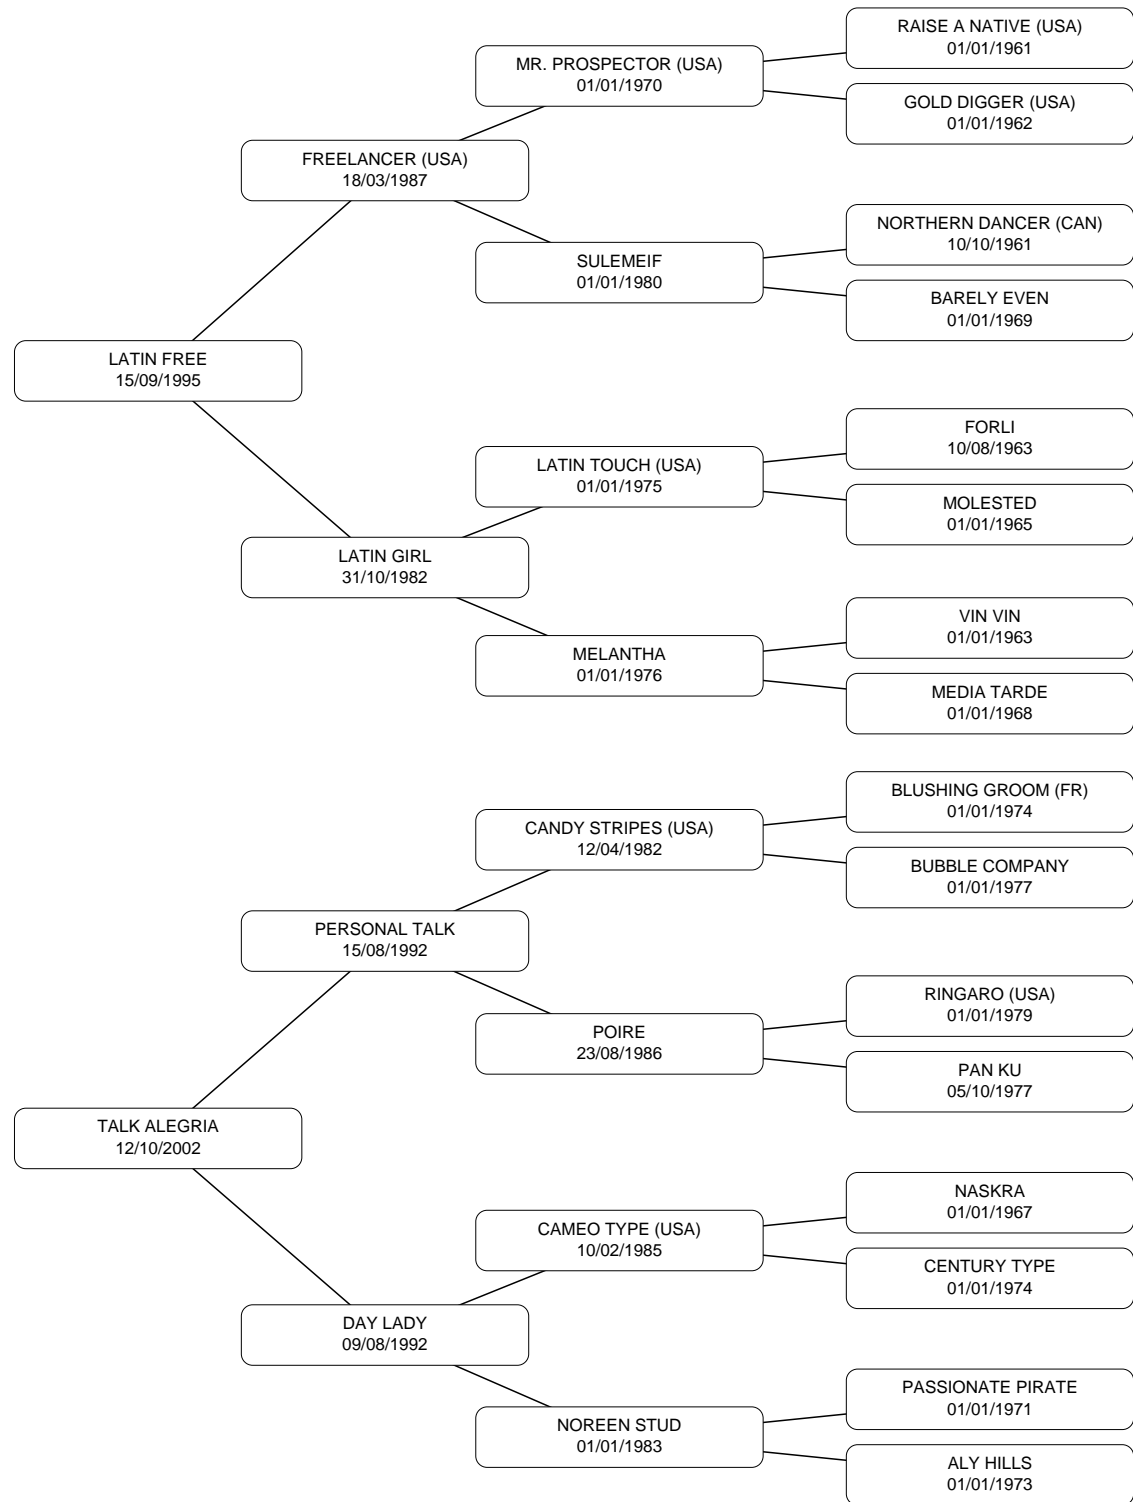 RAISE A NATIVE (USA)
01/01/1961
MR. PROSPECTOR (USA)
01/01/1970
GOLD DIGGER (USA)
01/01/1962
FREELANCER (USA)
18/03/1987
NORTHERN DANCER (CAN)
10/10/1961
SULEMEIF
01/01/1980
BARELY EVEN
01/01/1969
LATIN FREE
15/09/1995
FORLI
10/08/1963
LATIN TOUCH (USA)
01/01/1975
MOLESTED
01/01/1965
LATIN GIRL
31/10/1982
VIN VIN
01/01/1963
MELANTHA
01/01/1976
MEDIA TARDE
01/01/1968
BLUSHING GROOM (FR)
01/01/1974
CANDY STRIPES (USA)
12/04/1982
BUBBLE COMPANY
01/01/1977
PERSONAL TALK
15/08/1992
RINGARO (USA)
01/01/1979
POIRE
23/08/1986
PAN KU
05/10/1977
TALK ALEGRIA
12/10/2002
NASKRA
01/01/1967
CAMEO TYPE (USA)
10/02/1985
CENTURY TYPE
01/01/1974
DAY LADY
09/08/1992
PASSIONATE PIRATE
01/01/1971
NOREEN STUD
01/01/1983
ALY HILLS
01/01/1973